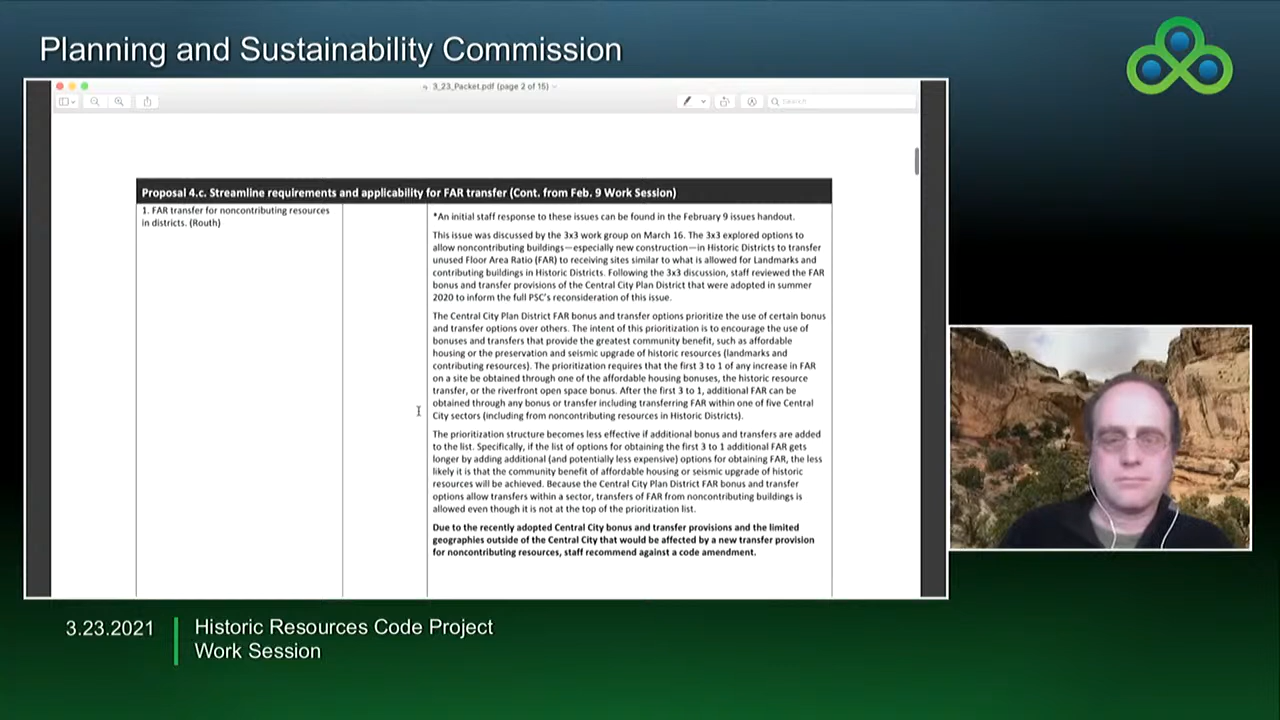 Planning and Sustainability Commission
3_23_Packet.pdf (page 2 of 15)
Search
Proposal 4.c. Streamline requirements and applicability for FAR transfer (Cont. from Feb. 9 Work Session)
1. FAR transfer for noncontributing resources
in districts. (Routh)
*An initial staff response to these issues can be found in the February 9 issues handout.
This issue was discussed by the 3x3 work group on March 16. The 3x3 explored options to
allow noncontributing buildings—especially new construction—in Historic Districts to transfer
unused Floor Area Ratio (FAR) to receiving sites similar to what is allowed for Landmarks and
contributing buildings in Historic Districts. Following the 3x3 discussion, staff reviewed the FAR
bonus and transfer provisions of the Central City Plan District that were adopted in summer
2020 to inform the full PSC's reconsideration of this issue.
The Central City Plan District FAR bonus and transfer options prioritize the use of certain bonus
and transfer options over others. The intent of this prioritization is to encourage the use of
bonuses and transfers that provide the greatest community benefit, such as affordable
housing or the preservation and seismic upgrade of historic resources (landmarks and
contributing resources). The prioritization requires that the first 3 to 1 of any increase in FAR
on a site be obtained through one of the affordable housing bonuses, the historic resource
transfer, or the riverfront open space bonus. After the first 3 to 1, additional FAR can be
obtained through any bonus or transfer including transferring FAR within one of five Central
City sectors (including from noncontributing resources in Historic Districts).
The prioritization structure becomes less effective if additional bonus and transfers are added
to the list. Specifically, if the list of options for obtaining the first 3 to 1 additional FAR gets
longer by adding additional (and potentially less expensive) options for obtaining FAR, the less
likely it is that the community benefit of affordable housing or seismic upgrade of historic
resources will be achieved. Because the Central City Plan District FAR bonus and transfer
options allow transfers within a sector, transfers of FAR from noncontributing buildings is
allowed even though it is not at the top of the prioritization list.
Due to the recently adopted Central City bonus and transfer provisions and the limited
geographies outside of the Central City that would be affected by a new transfer provision
for noncontributing resources, staff recommend against a code amendment.
3.23.2021
Historic Resources Code Project
Work Session